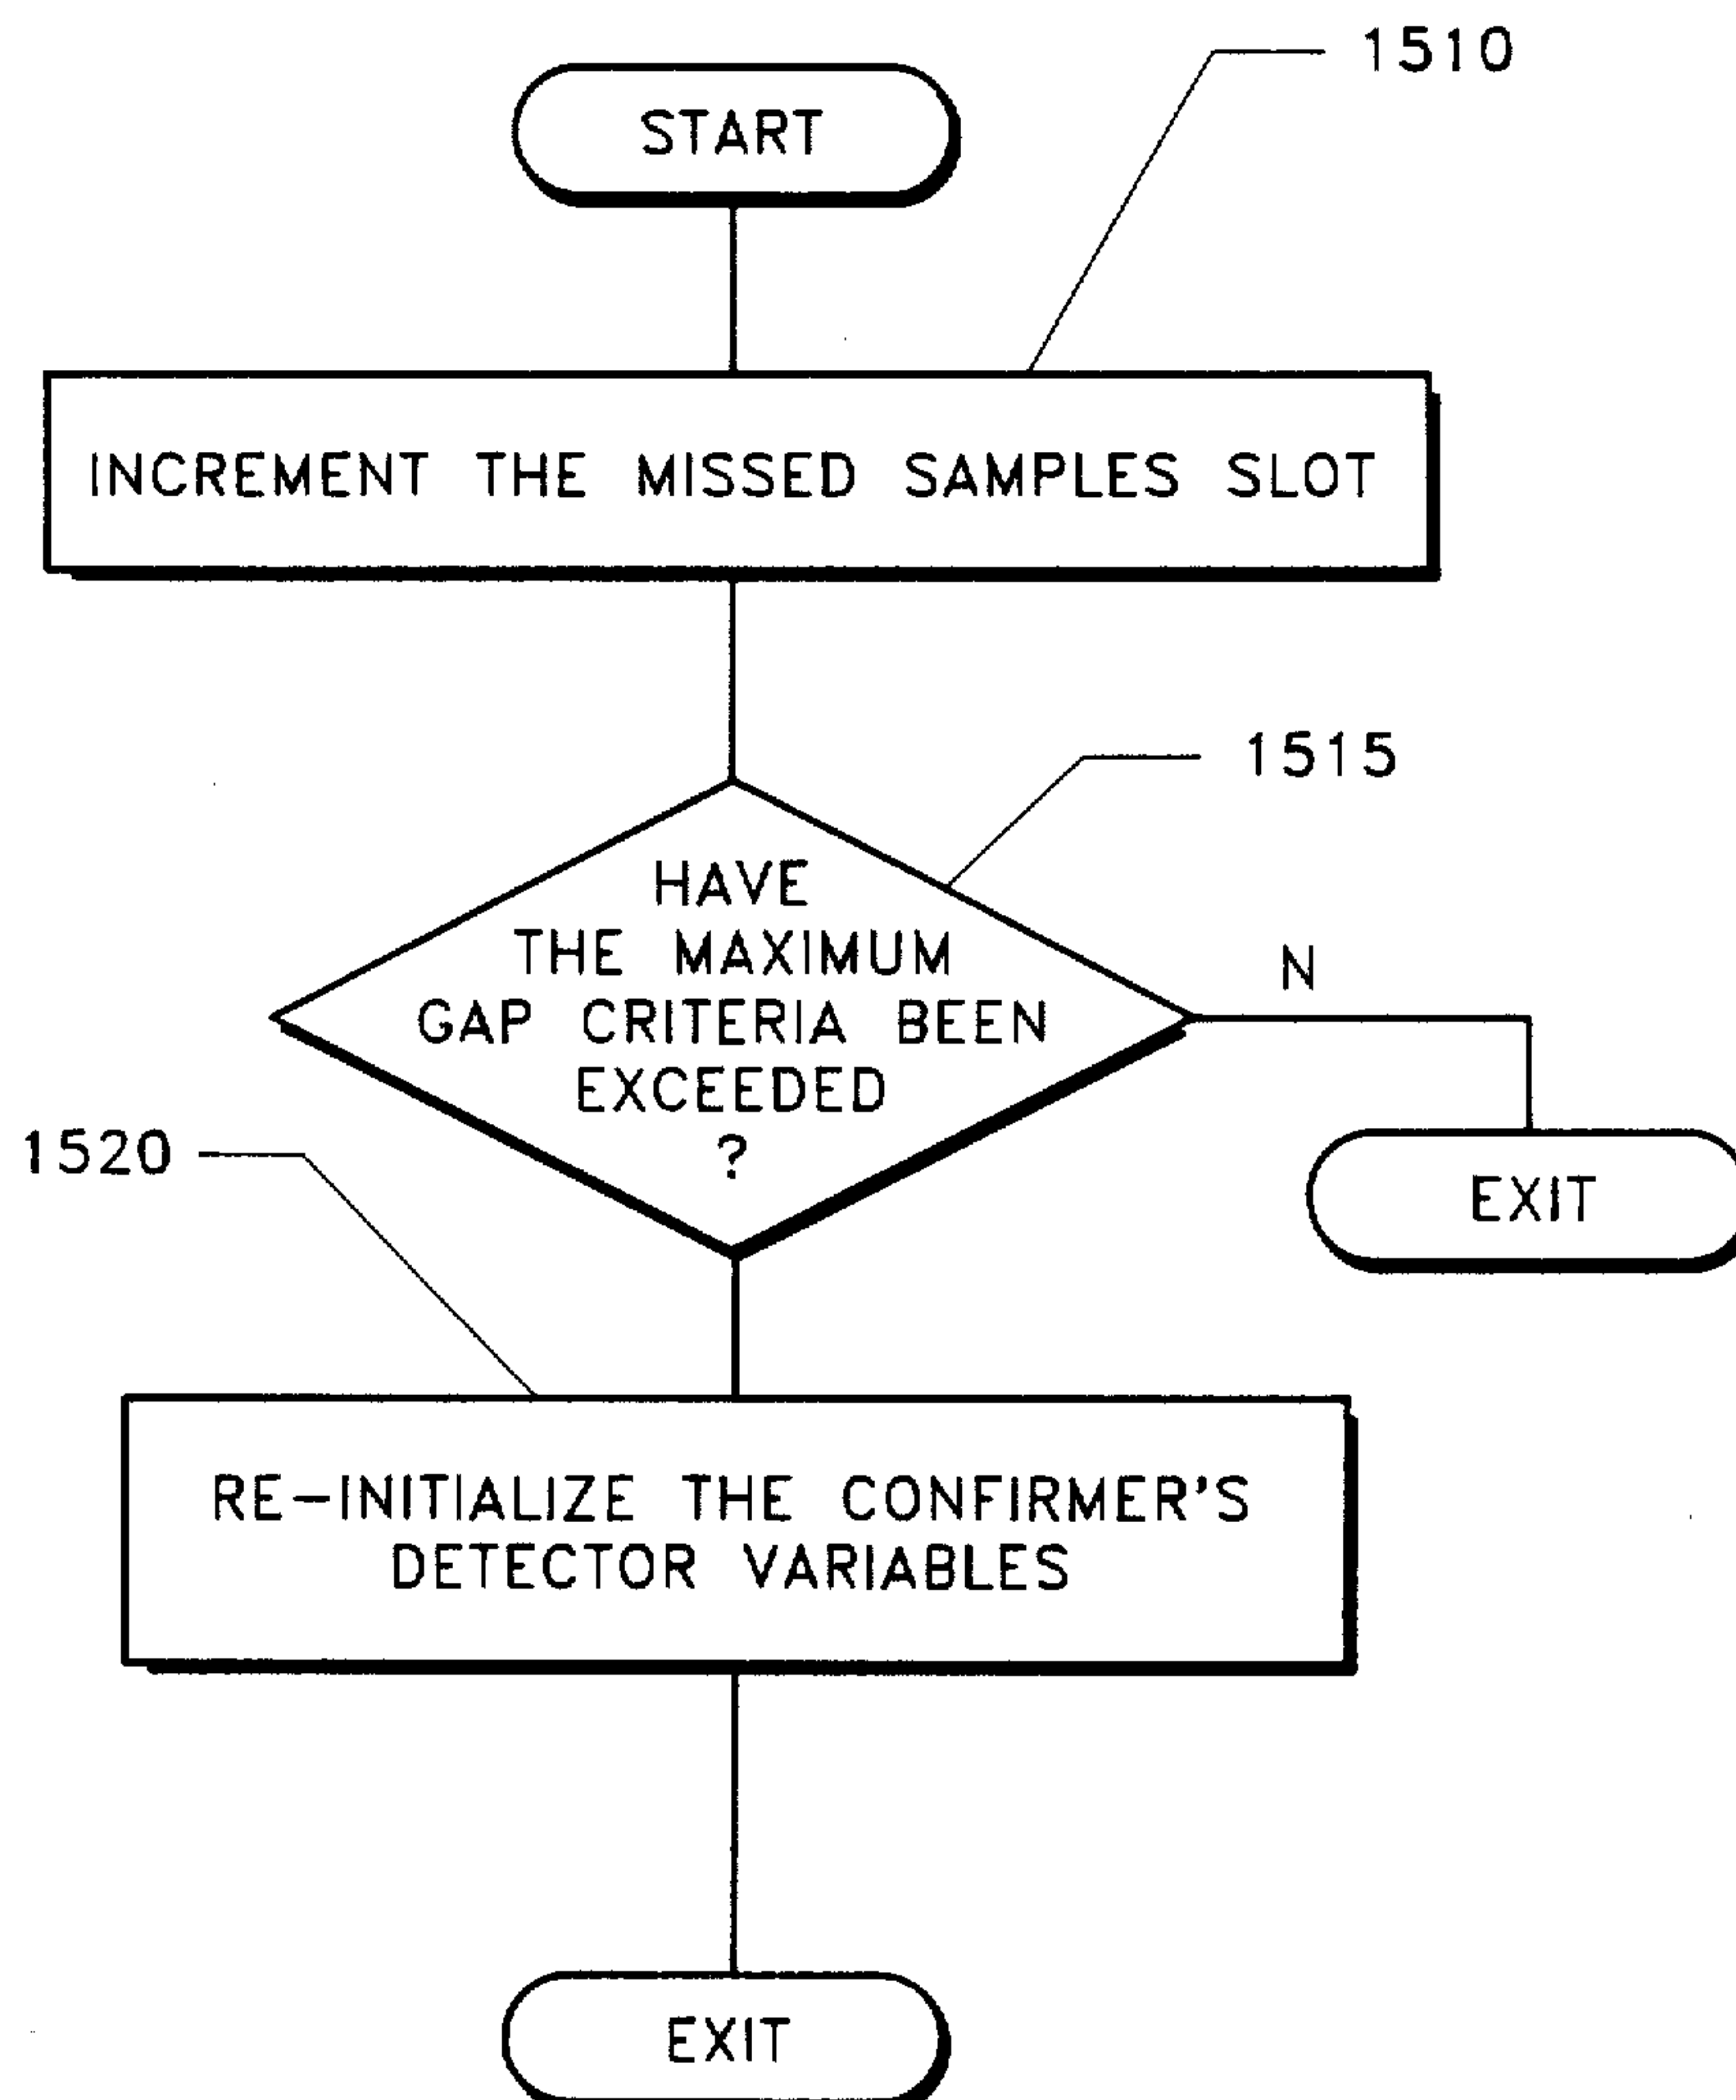 1510
START
INCREMENT THE MISSED SAMPLES SLOT
1515
HAVE
THE MAXIMUM
GAP CRITERIA BEEN
EXCEEDED
?
N
1520
EXIT
RE-INITIALIZE THE CONFIRMER'S
DETECTOR VARIABLES
EXIT